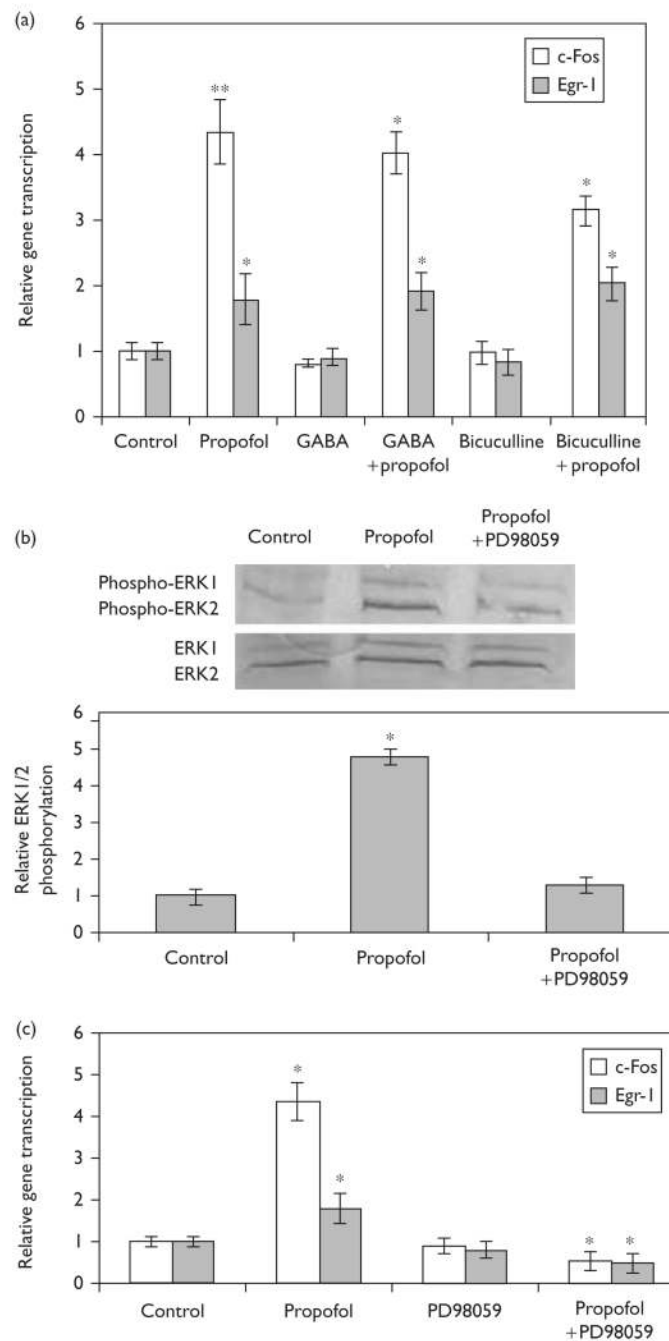 (a)
6
5
4
3
2
1
0
Relative gene transcription
c-Fos
Egr-1
**
*
*
*
*
*
Control Propofol GABA GABA Bicuculline Bicuculline
+propofol +propofol
(b)
Control Propofol Propofol
+PD98059
Phospho-ERK1
Phospho-ERK2
ERK1
ERK2
6
5
4
3
2
1
0
Relative ERK1/2
phosphorylation
*
Control Propofol Propofol
+PD98059
(c)
6
5
4
3
2
1
0
Relative gene transcription
c-Fos
Egr-1
*
*
* *
Control Propofol PD98059 Propofol
+PD98059